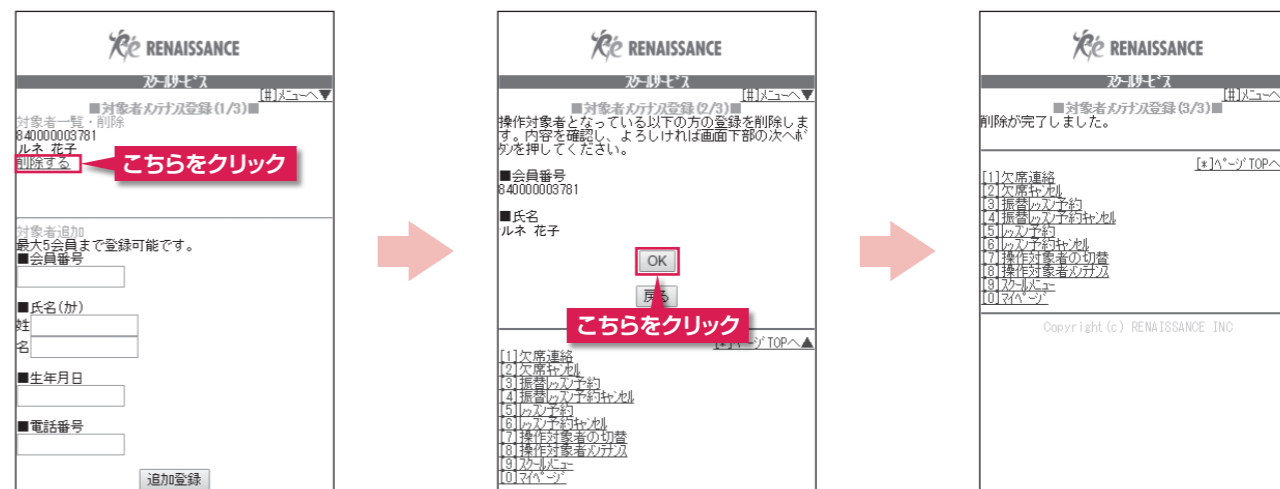 RENAISSANCE
ｽｸｰﾙｻｰﾋﾞｽ
[#]ﾒﾆｭｰへ▼
■対象者ﾒﾝﾃﾅﾝｽ登録(1/3)■
対象者一覧・削除
840000003781
ルネ 花子
削除する
こちらをクリック
対象者追加
最大5会員まで登録可能です。
■会員番号
■氏名(ｶﾅ)
姓
名
■生年月日
■電話番号
追加登録
RENAISSANCE
ｽｸｰﾙｻｰﾋﾞｽ
[#]ﾒﾆｭｰへ▼
■対象者ﾒﾝﾃﾅﾝｽ登録(2/3)■
操作対象者となっている以下の方の登録を削除しま
す。内容を確認し、よろしければ画面下部の次へﾎﾞ
ﾀﾝを押してください。
■会員番号
840000003781
■氏名
ルネ 花子
OK
戻る
こちらをクリック
[*]ﾍﾟｰｼﾞTOPへ▲
[1]欠席連絡
[2]欠席ｷｬﾝｾﾙ
[3]振替ﾚｯｽﾝ予約
[4]振替ﾚｯｽﾝ予約ｷｬﾝｾﾙ
[5]ﾚｯｽﾝ予約
[6]ﾚｯｽﾝ予約ｷｬﾝｾﾙ
[7]操作対象者の切替
[8]操作対象者ﾒﾝﾃﾅﾝｽ
[9]ｽｸｰﾙﾒﾆｭｰ
[0]ﾏｲﾍﾟｰｼﾞ
RENAISSANCE
ｽｸｰﾙｻｰﾋﾞｽ
[#]ﾒﾆｭｰへ
■対象者ﾒﾝﾃﾅﾝｽ登録(3/3)■
削除が完了しました。
[*]ﾍﾟｰｼﾞTOPへ
[1]欠席連絡
[2]欠席ｷｬﾝｾﾙ
[3]振替ﾚｯｽﾝ予約
[4]振替ﾚｯｽﾝ予約ｷｬﾝｾﾙ
[5]ﾚｯｽﾝ予約
[6]ﾚｯｽﾝ予約ｷｬﾝｾﾙ
[7]操作対象者の切替
[8]操作対象者ﾒﾝﾃﾅﾝｽ
[9]ｽｸｰﾙﾒﾆｭｰ
[0]ﾏｲﾍﾟｰｼﾞ
Copyright(c) RENAISSANCE INC